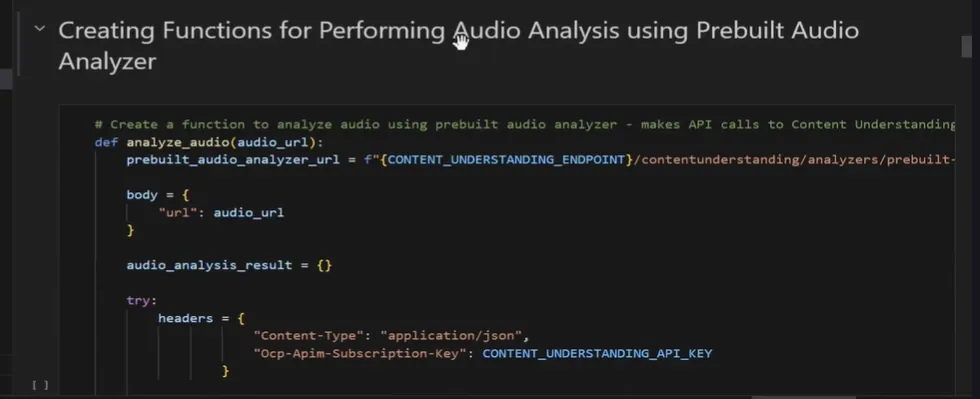 Creating Functions for Performing Audio Analysis using Prebuilt Audio
Analyzer
# Create a function to analyze audio using prebuilt audio analyzer - makes API calls to Content Understanding
def analyze_audio(audio_url):
prebuilt_audio_analyzer_url = f"{CONTENT_UNDERSTANDING_ENDPOINT}/contentunderstanding/analyzers/prebuilt-
body = {
"url": audio_url
}
audio_analysis_result = {}
try:
headers = {
"Content-Type": "application/json",
"Ocp-Apim-Subscription-Key": CONTENT_UNDERSTANDING_API_KEY
}
[ ]